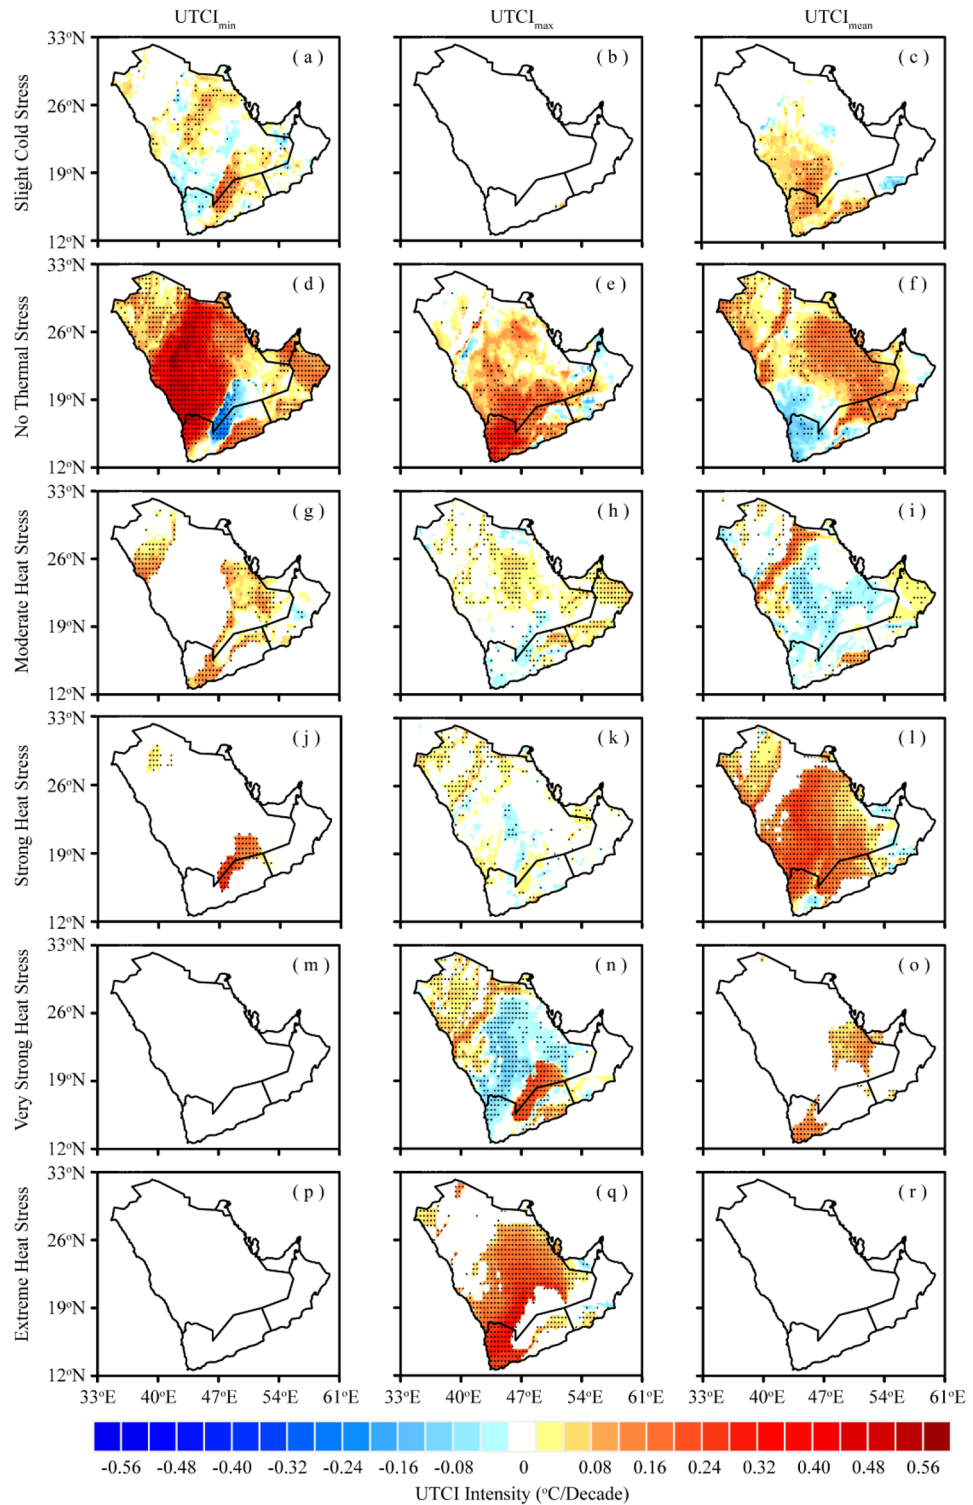 UTCImin UTCImax UTCImean
33°N (a) (b) (c)
26°N
19°N
12°N
Slight Cold Stress
33°N (d) (e) (f)
26°N
19°N
12°N
No Thermal Stress
33°N (g) (h) (i)
26°N
19°N
12°N
Moderate Heat Stress
33°N (j) (k) (l)
26°N
19°N
12°N
Strong Heat Stress
33°N (m) (n) (o)
26°N
19°N
12°N
Very Strong Heat Stress
33°N (p) (q) (r)
26°N
19°N
12°N
Extreme Heat Stress
33°E 40°E 47°E 54°E 33°E 40°E 47°E 54°E 33°E 40°E 47°E 54°E 61°E
-0.56 -0.48 -0.40 -0.32 -0.24 -0.16 -0.08 0 0.08 0.16 0.24 0.32 0.40 0.48 0.56
UTCI Intensity (°C/Decade)